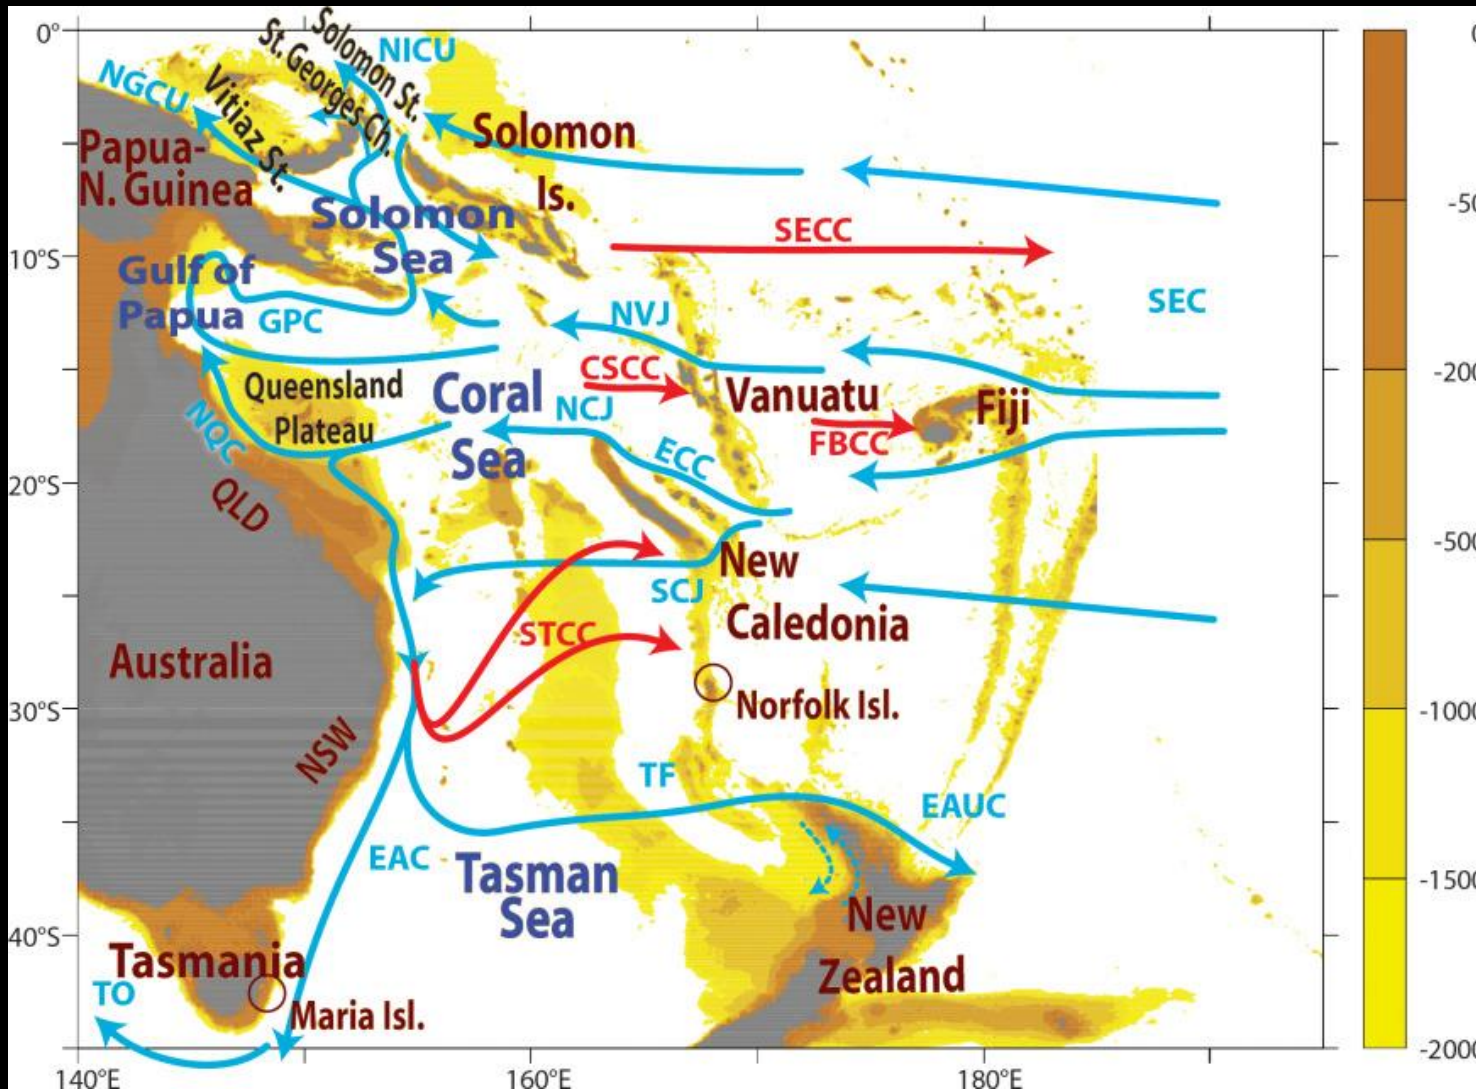 0°
10°S
20°S
30°S
40°S
140°E
160°E
180°E
NGCU
Vitiaz St.
St. Georges Ch.
Solomon St.
NICU
Papua-
N. Guinea
Solomon
Is.
Solomon
Sea
Gulf of
Papua
GPC
SECC
SEC
NVJ
CSCC
NCJ
ECC
Vanuatu
FBCC
Fiji
Queensland
Plateau
Coral
Sea
NQC
QLD
New
Caledonia
SCJ
STCC
Australia
Norfolk Isl.
NSW
TF
EAUC
EAC
Tasman
Sea
New
Zealand
Tasmania
TO
Maria Isl.
0
-50
-200
-500
-1000
-1500
-2000